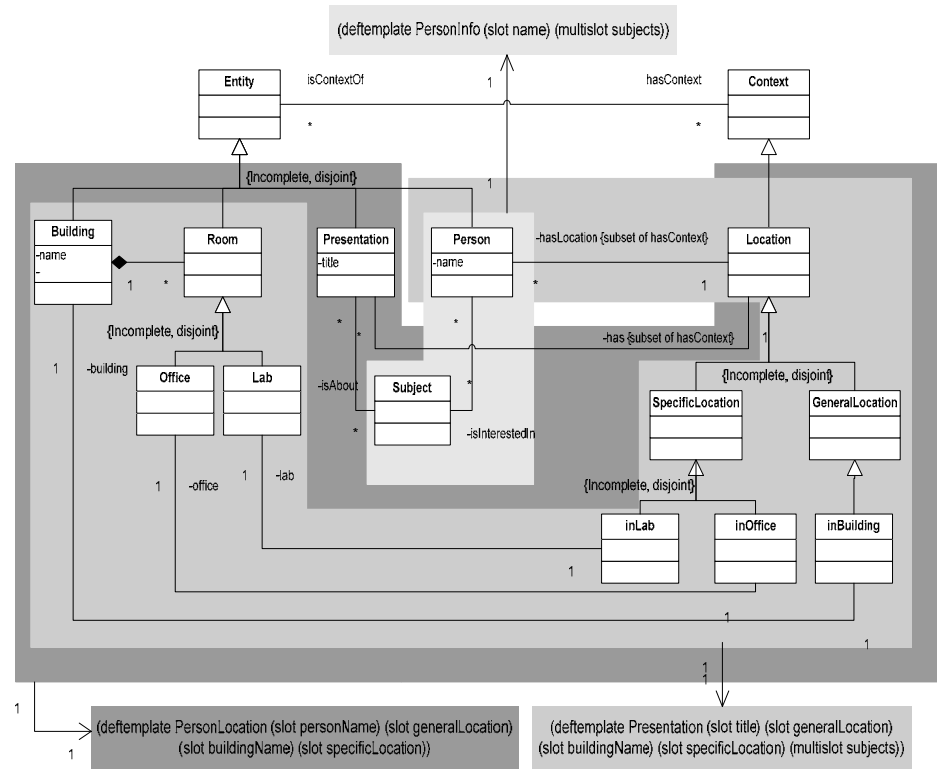 (deftemplate PersonInfo (slot name) (multislot subjects))
1
Entity
isContextOf
hasContext
Context
*
*
{Incomplete, disjoint}
1
Building
-name
-
Room
Presentation
-title
Person
-name
-hasLocation {subset of hasContext}
Location
1
*
*
1
{Incomplete, disjoint}
*
*
*
-has {subset of hasContext}
1
1
-building
Office
Lab
-isAbout
Subject
*
{Incomplete, disjoint}
SpecificLocation
GeneralLocation
*
-isInterestedIn
1
-office
1
-lab
{Incomplete, disjoint}
inLab
inOffice
inBuilding
1
1
1
1
1
1
1
(deftemplate PersonLocation (slot personName) (slot generalLocation)
(slot buildingName) (slot specificLocation))
(deftemplate Presentation (slot title) (slot generalLocation)
(slot buildingName) (slot specificLocation) (multislot subjects))